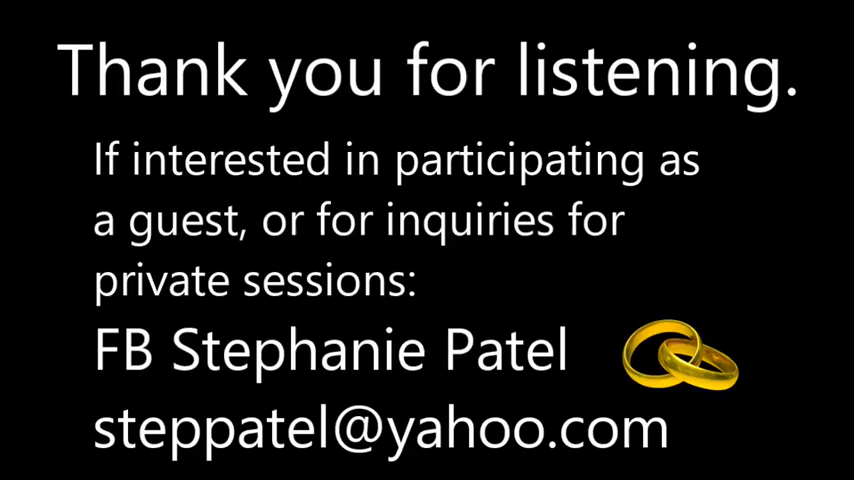 Thank you for listening.
If interested in participating as
a guest, or for inquiries for
private sessions:
FB Stephanie Patel
steppatel@yahoo.com